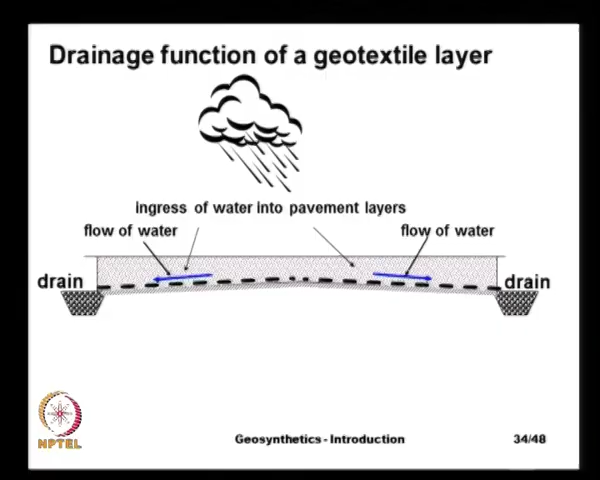 Drainage function of a geotextile layer
ingress of water into pavement layers
flow of water
flow of water
drain
drain
NPTEL
Geosynthetics - Introduction
34/48